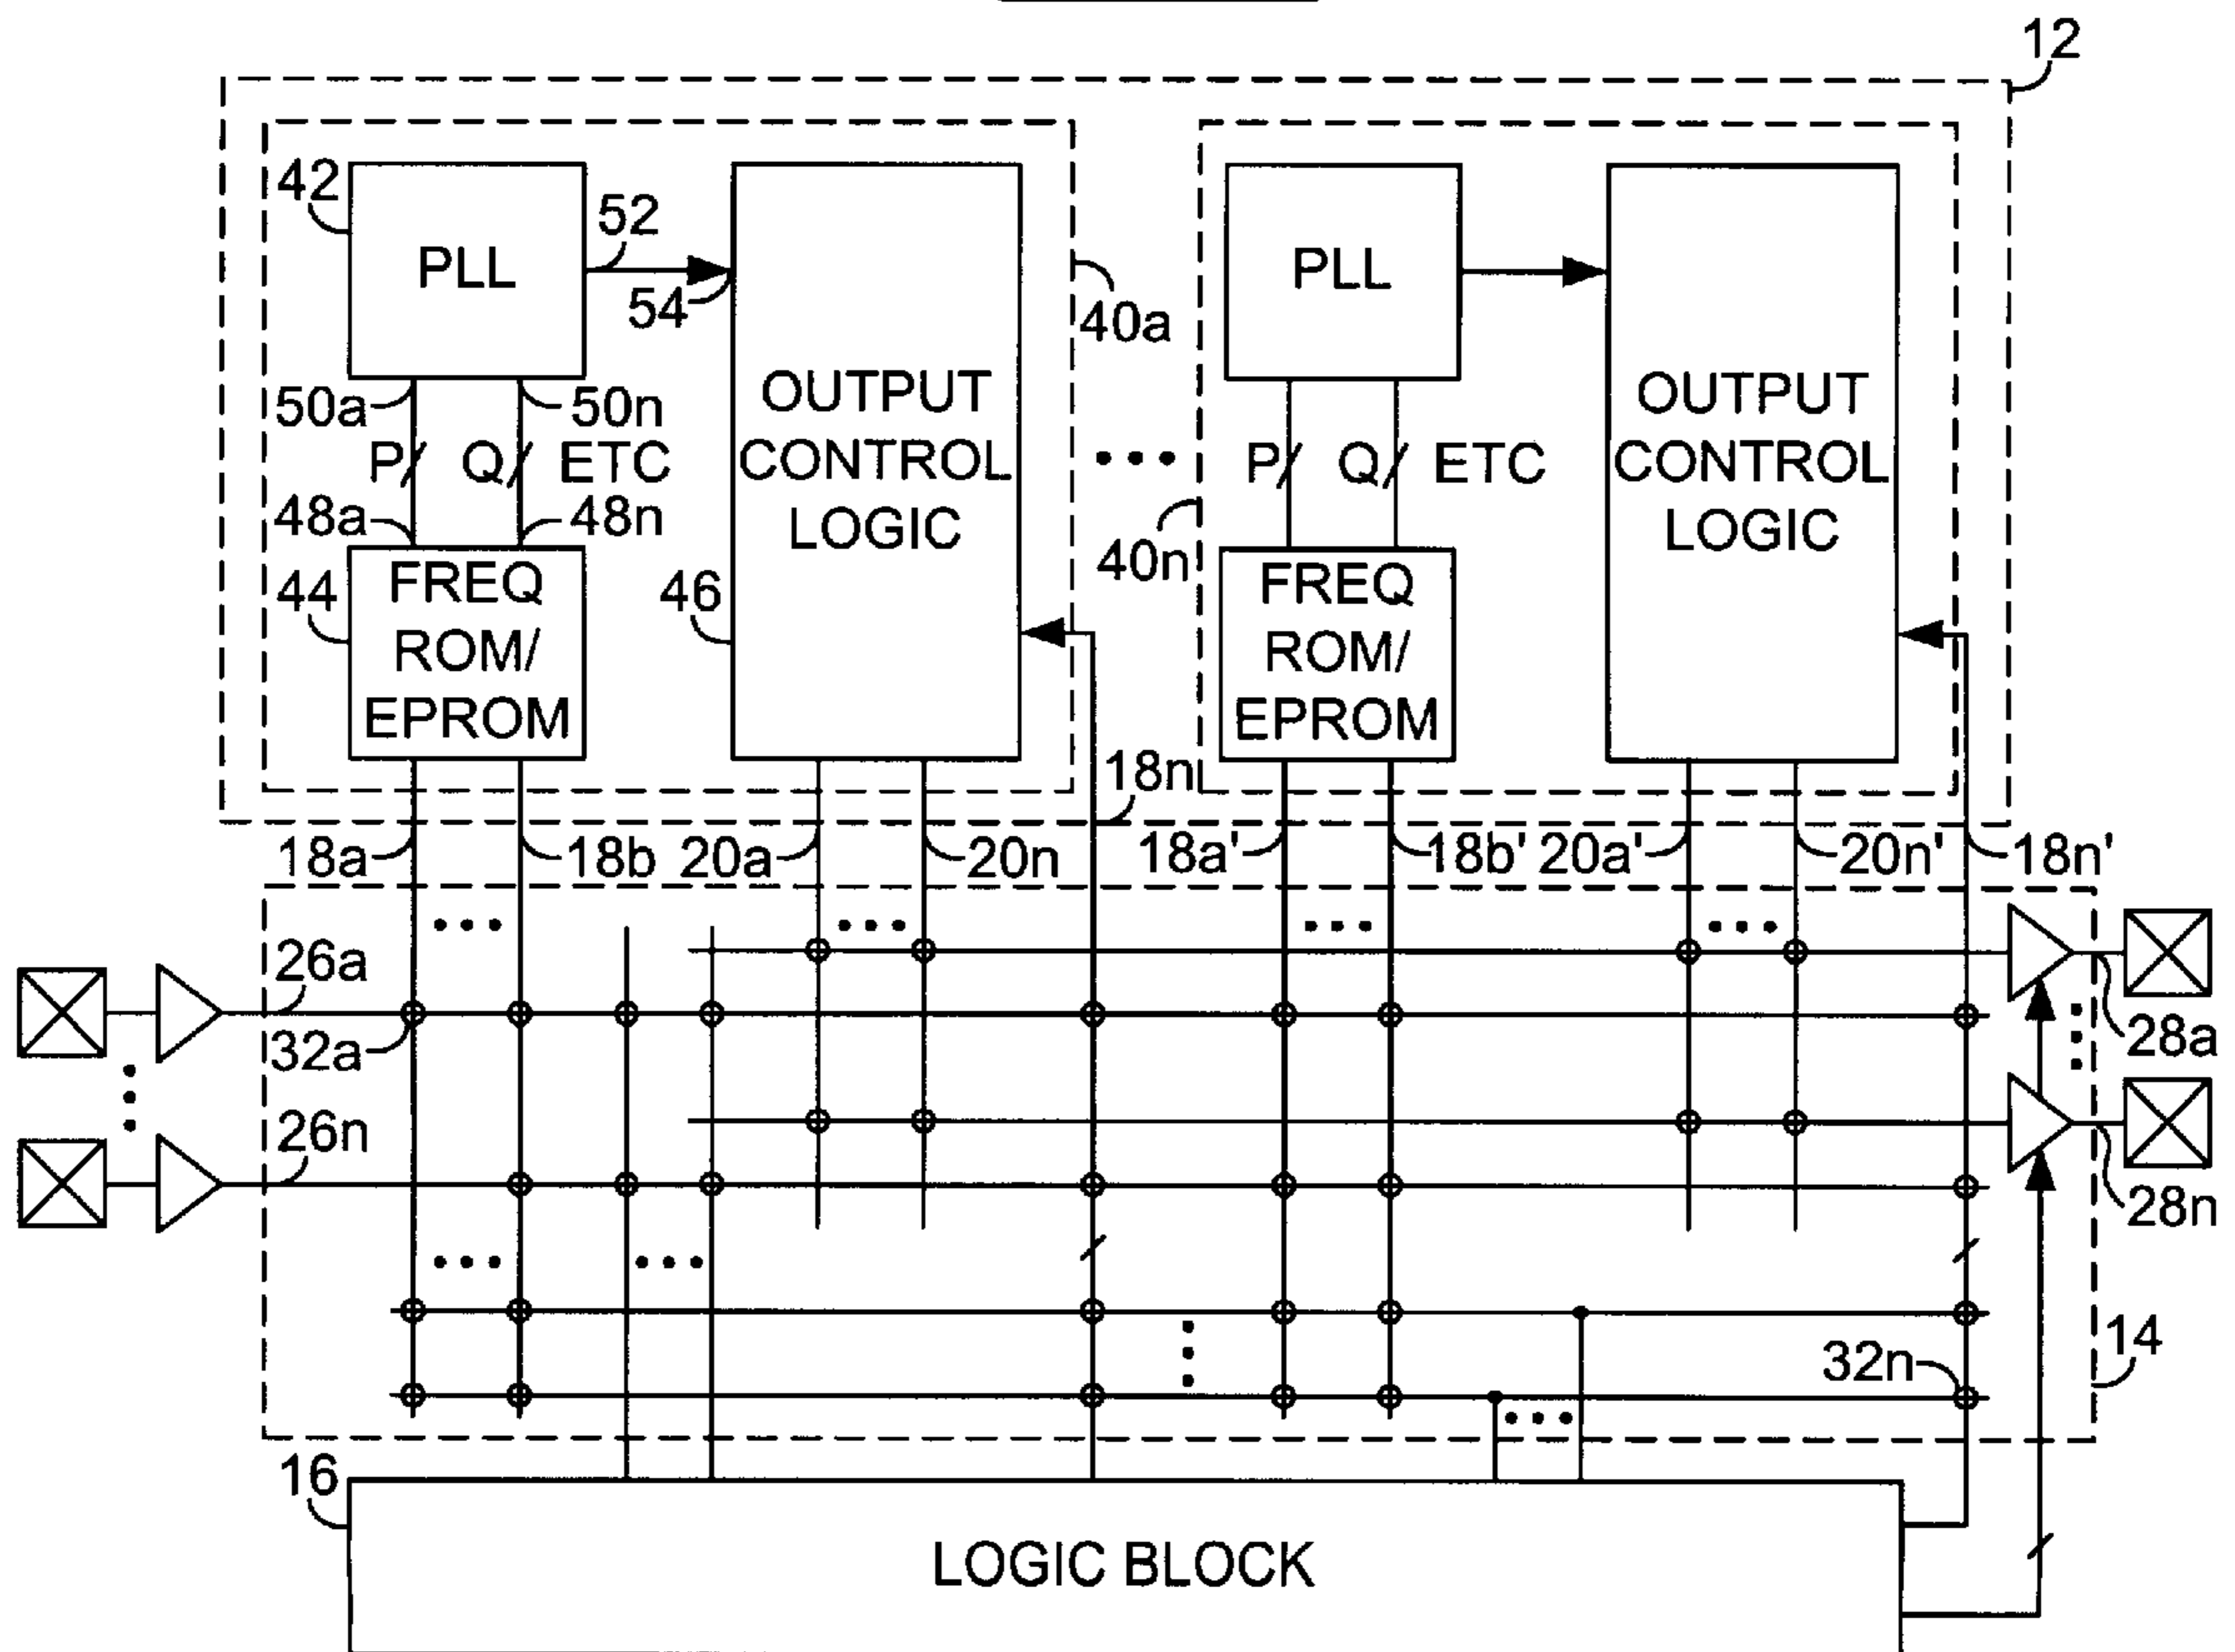 12
42
PLL
52
54
40a
PLL
OUTPUT
CONTROL
LOGIC
OUTPUT
CONTROL
LOGIC
50a
50n
P
Q
ETC
48a
48n
P
Q
ETC
40n
44
FREQ
ROM/
EPROM
46
FREQ
ROM/
EPROM
18n
18a
18b
20a
20n
18a'
18b'
20a'
20n'
18n'
26a
32a
28a
26n
28n
32n
14
16
LOGIC BLOCK